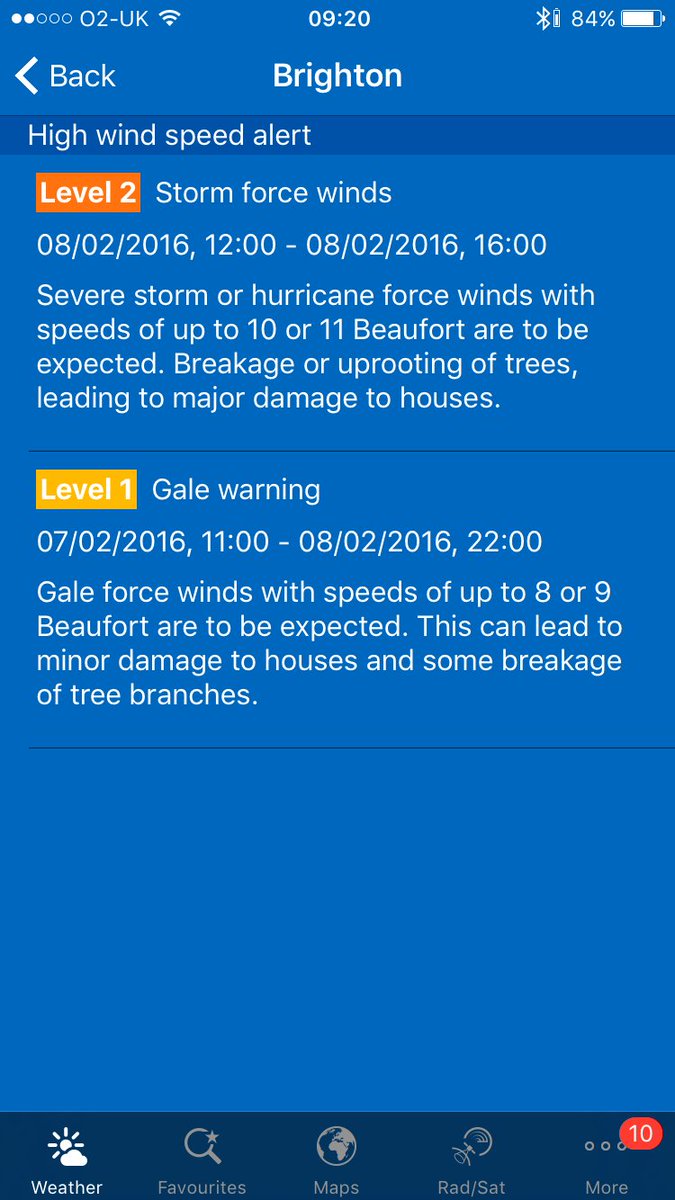 O2-UK 09:20 84%
Back Brighton
High wind speed alert
Level 2 Storm force winds
08/02/2016, 12:00 - 08/02/2016, 16:00
Severe storm or hurricane force winds with
speeds of up to 10 or 11 Beaufort are to be
expected. Breakage or uprooting of trees,
leading to major damage to houses.
Level 1 Gale warning
07/02/2016, 11:00 - 08/02/2016, 22:00
Gale force winds with speeds of up to 8 or 9
Beaufort are to be expected. This can lead to
minor damage to houses and some breakage
of tree branches.
10
Weather Favourites Maps Rad/Sat More